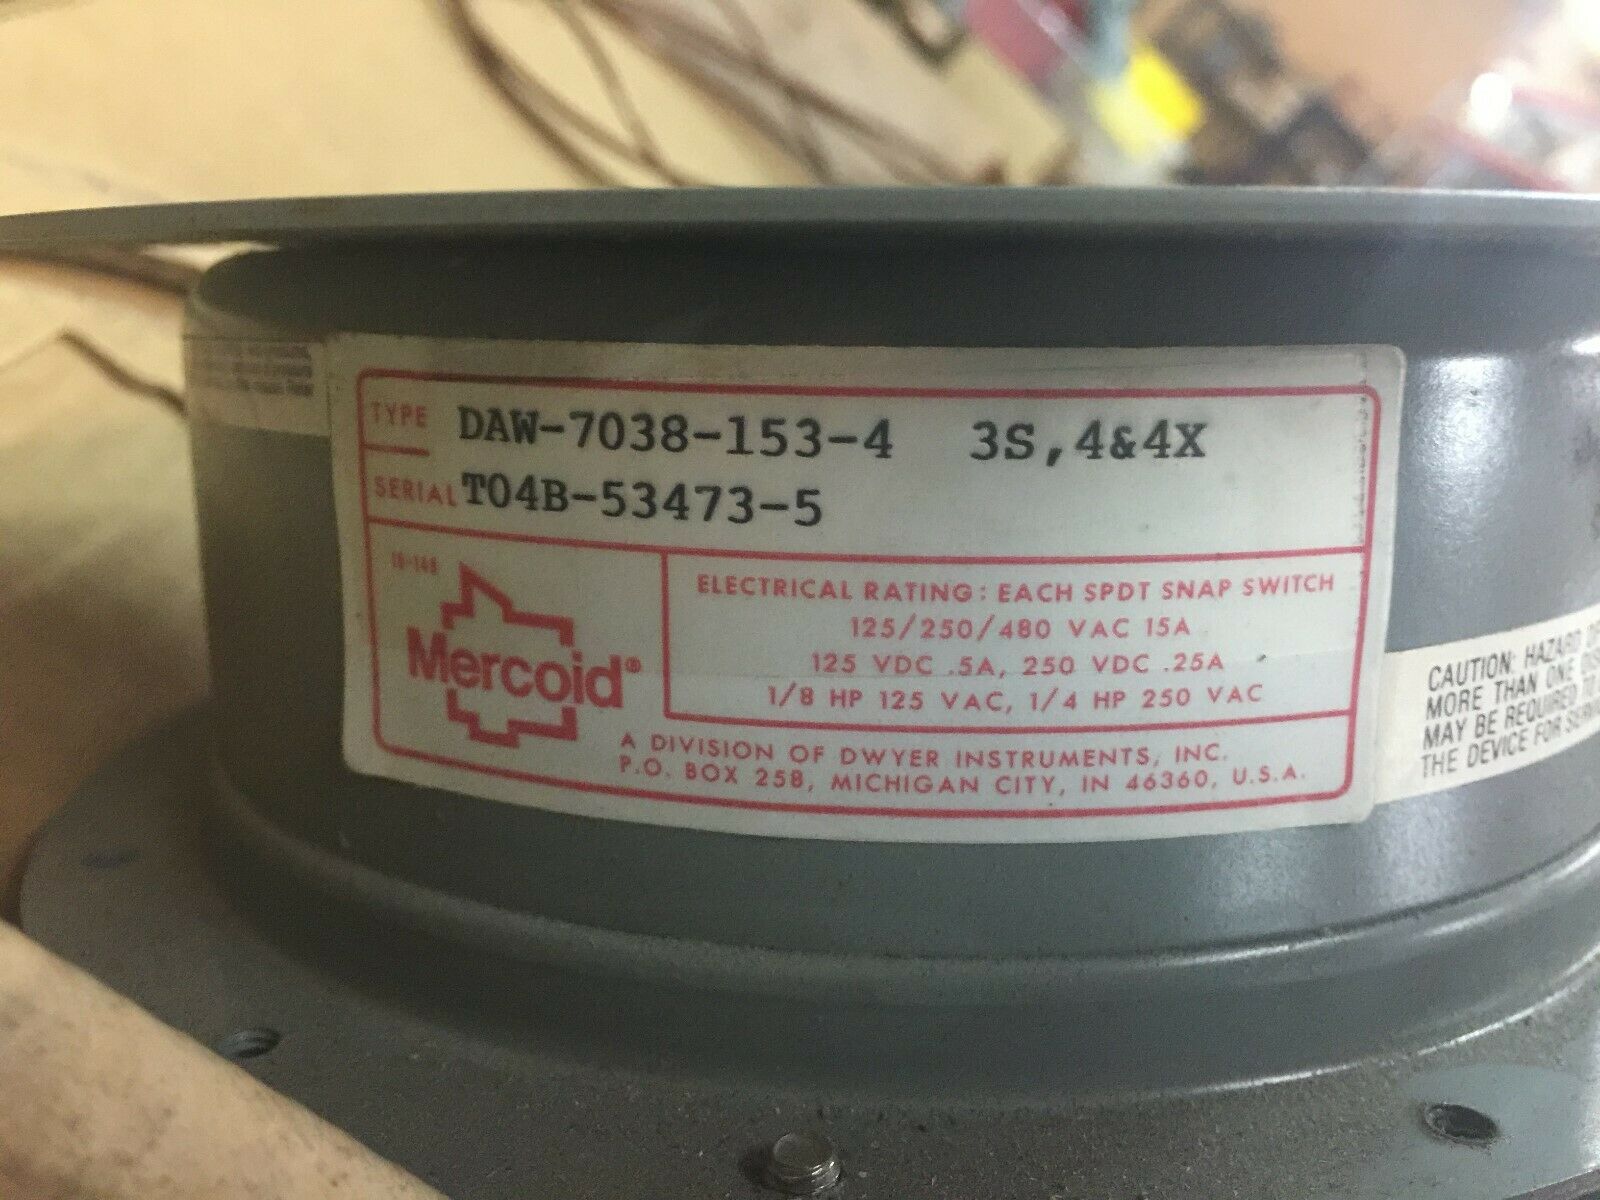 TYPE DAW-7038-153-4 3S,4&4X
SERIAL T04B-53473-5
Mercoid®
ELECTRICAL RATING: EACH SPDT SNAP SWITCH
125/250/480 VAC 15A
125 VDC .5A, 250 VDC .25A
1/8 HP 125 VAC, 1/4 HP 250 VAC
A DIVISION OF DWYER INSTRUMENTS, INC.
P.O. BOX 258, MICHIGAN CITY, IN 46360, U.S.A.
CAUTION: HAZARD
MORE THAN ONE
MAY BE REQUIRED TO
THE DEVICE FOR